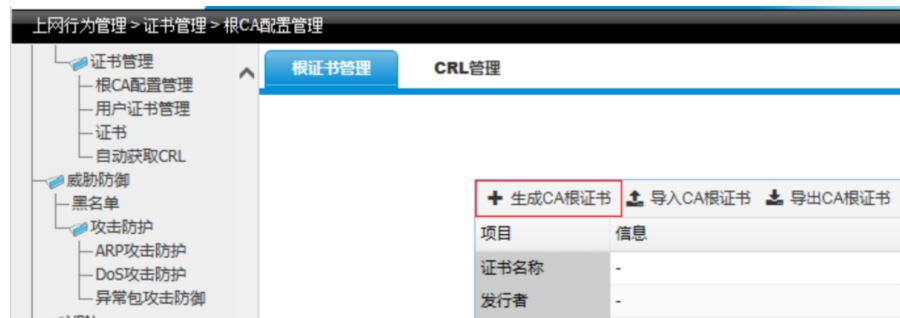 上网行为管理 > 证书管理 > 根CA配置管理
证书管理
根CA配置管理
用户证书管理
证书
自动获取CRL
威胁防御
黑名单
攻击防护
ARP攻击防护
DoS攻击防护
异常包攻击防御
根证书管理 CRL管理
生成CA根证书 导入CA根证书 导出CA根证书
项目 信息
证书名称 -
发行者 -